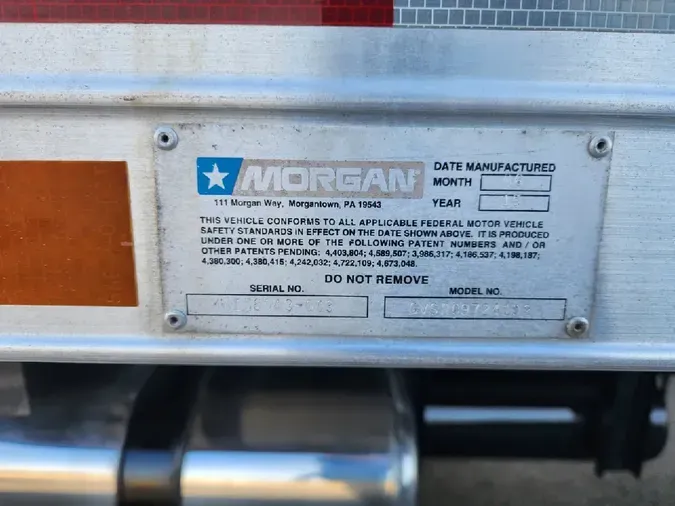 MORGAN
111 Morgan Way, Morgantown, PA 19543
DATE MANUFACTURED
MONTH
YEAR
THIS VEHICLE CONFORMS TO ALL APPLICABLE FEDERAL MOTOR VEHICLE
SAFETY STANDARDS IN EFFECT ON THE DATE SHOWN ABOVE. IT IS PRODUCED
UNDER ONE OR MORE OF THE FOLLOWING PATENT NUMBERS AND / OR
OTHER PATENTS PENDING: 4,403,804; 4,589,507; 3,986,317; 4,186,537; 4,198,187;
4,380,300; 4,380,415; 4,242,032; 4,722,109; 4,673,048.
DO NOT REMOVE
SERIAL NO.
MODEL NO.